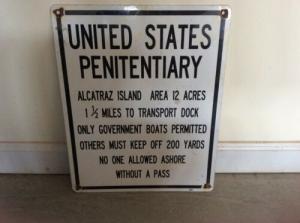 UNITED STATES
PENITENTIARY
ALCATRAZ ISLAND AREA 12 ACRES
1 ½ MILES TO TRANSPORT DOCK
ONLY GOVERNMENT BOATS PERMITTED
OTHERS MUST KEEP OFF 200 YARDS
NO ONE ALLOWED ASHORE
WITHOUT A PASS